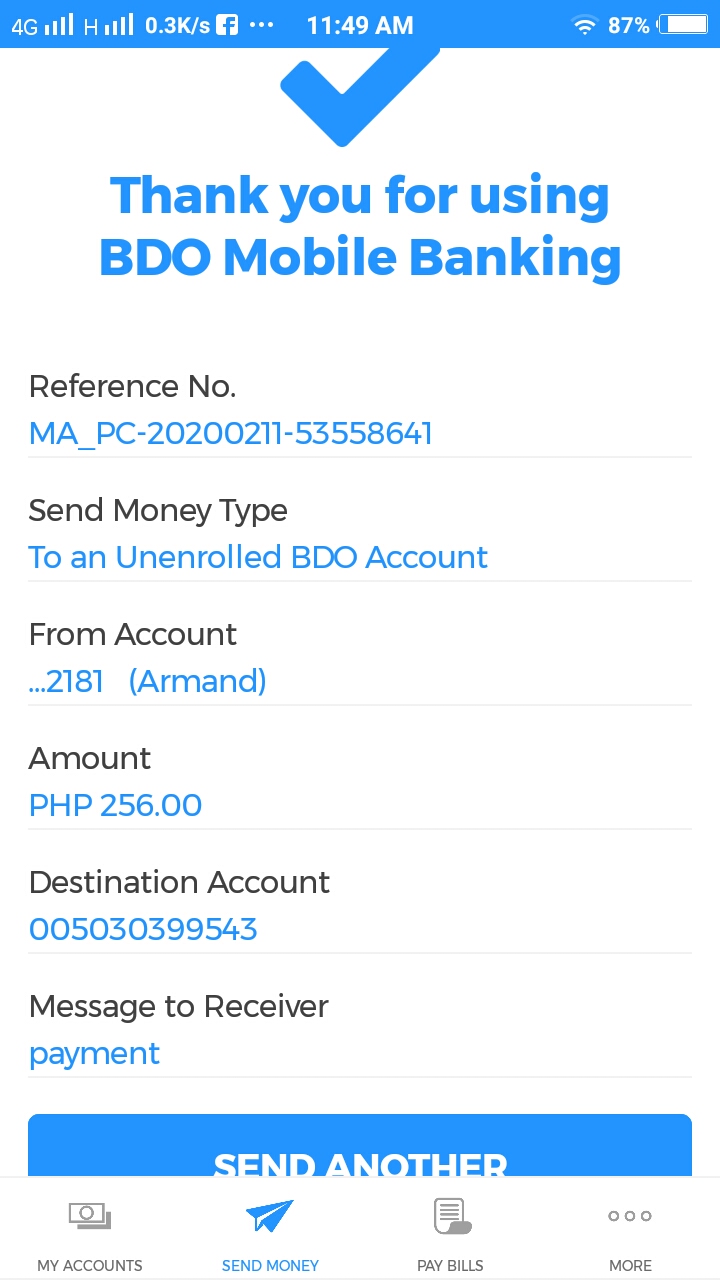 4G H 0.3K/s ... 11:49 AM 87%
Thank you for using
BDO Mobile Banking
Reference No.
MA_PC-20200211-53558641
Send Money Type
To an Unenrolled BDO Account
From Account
...2181 (Armand)
Amount
PHP 256.00
Destination Account
005030399543
Message to Receiver
payment
SEND ANOTHER
MY ACCOUNTS SEND MONEY PAY BILLS MORE